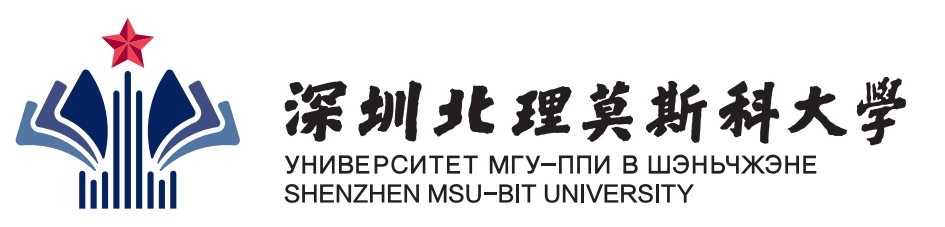 深圳北理莫斯科大學
УНИВЕРСИТЕТ МГУ–ППИ В ШЭНЬЧЖЭНЕ
SHENZHEN MSU–BIT UNIVERSITY